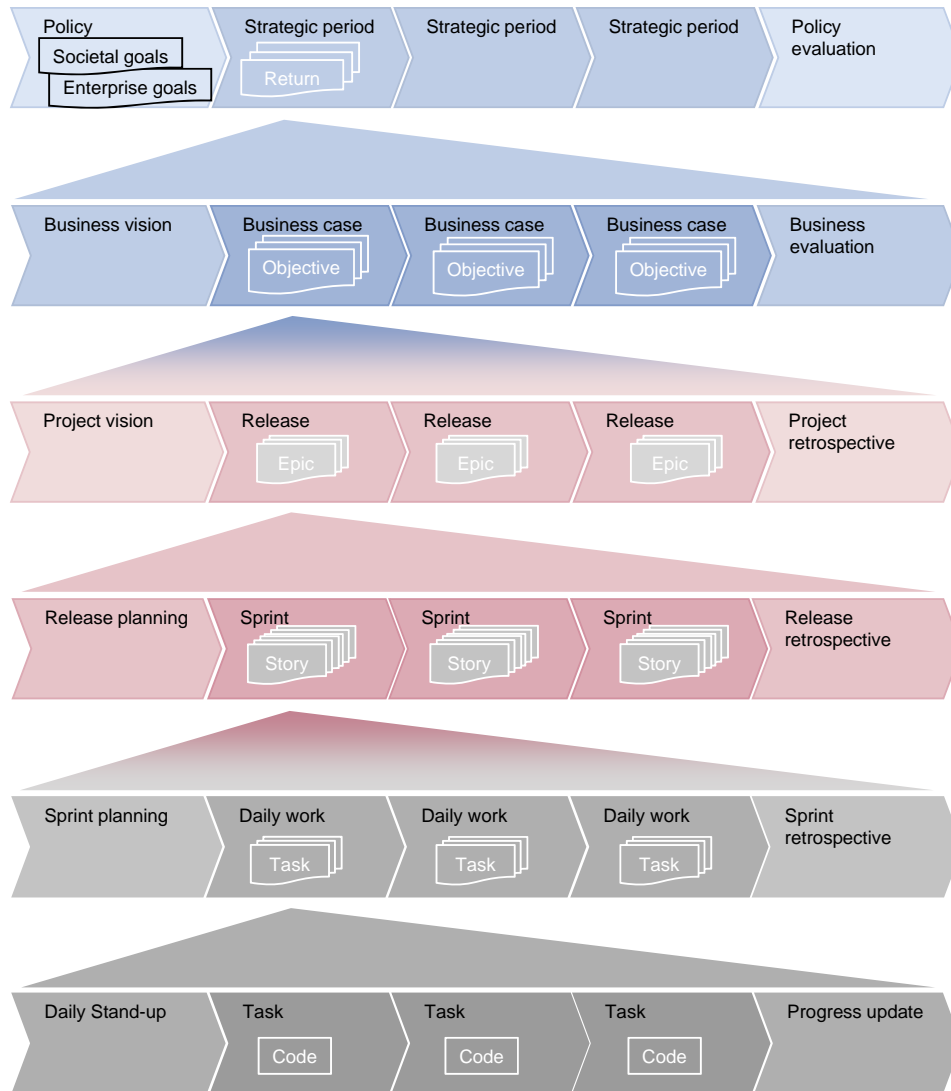 Policy
Societal goals
Enterprise goals
Strategic period
Return
Strategic period
Strategic period
Policy
evaluation
Business vision
Business case
Objective
Business case
Objective
Business case
Objective
Business
evaluation
Project vision
Release
Epic
Release
Epic
Release
Epic
Project
retrospective
Release planning
Sprint
Story
Sprint
Story
Sprint
Story
Release
retrospective
Sprint planning
Daily work
Task
Daily work
Task
Daily work
Task
Sprint
retrospective
Daily Stand-up
Task
Code
Task
Code
Task
Code
Progress update